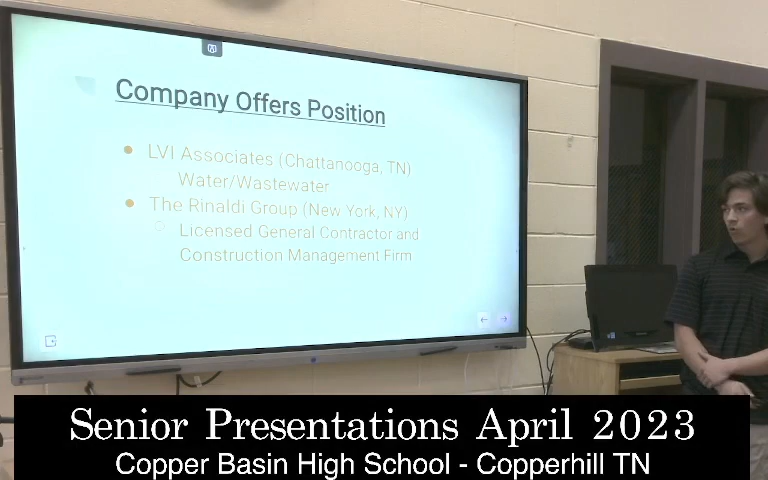 Company Offers Position
LVI Associates (Chattanooga, TN)
Water/Wastewater
The Rinaldi Group (New York, NY)
Licensed General Contractor and
Construction Management Firm
Senior Presentations April 2023
Copper Basin High School - Copperhill TN